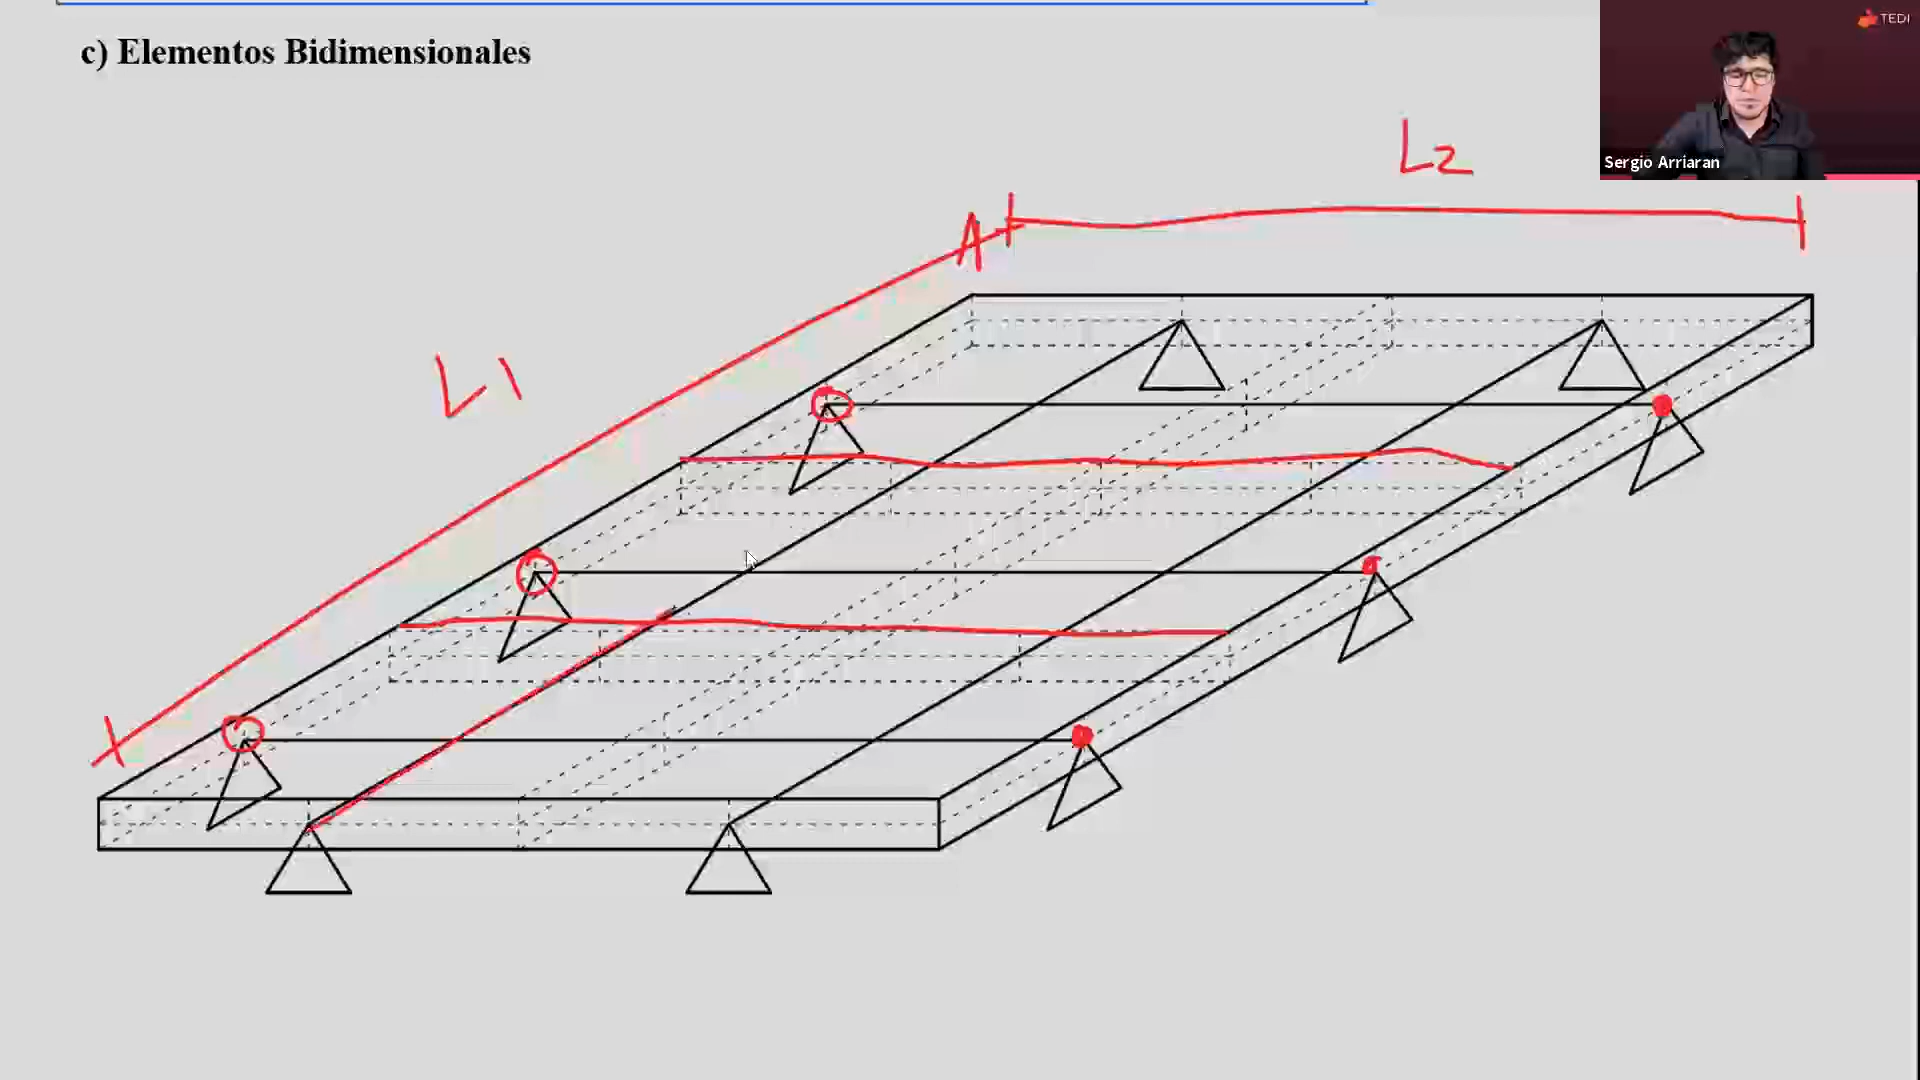 TEDI
c) Elementos Bidimensionales
L2
Sergio Arriaran
L1